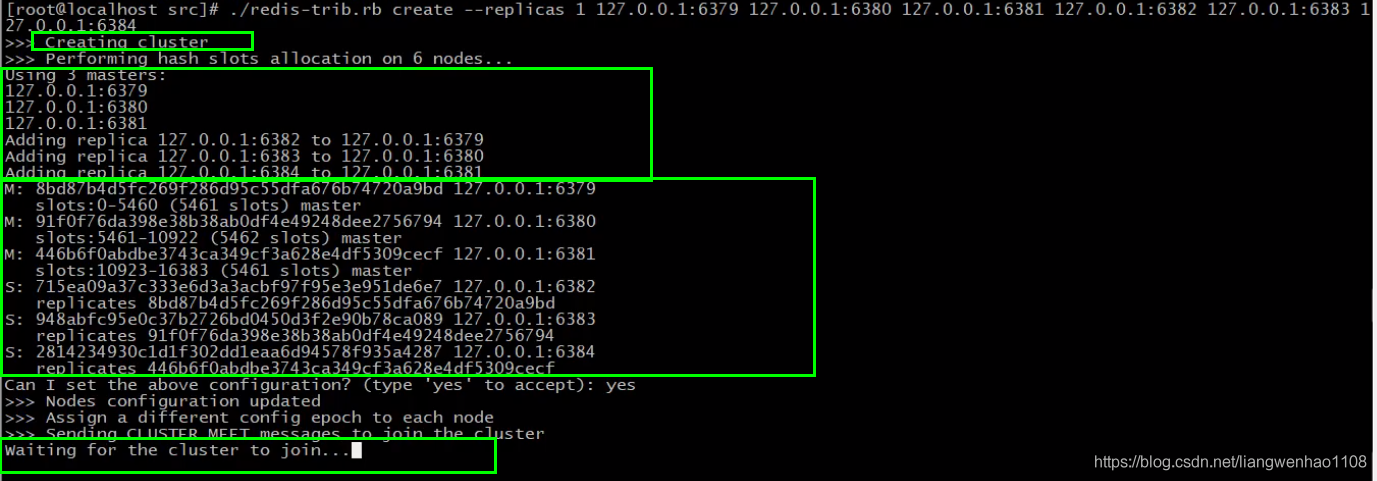 [root@localhost src]# ./redis-trib.rb create --replicas 1 127.0.0.1:6379 127.0.0.1:6380 127.0.0.1:6381 127.0.0.1:6382 127.0.0.1:6383 1
27.0.0.1:6384
>>> Creating cluster
>>> Performing hash slots allocation on 6 nodes...
Using 3 masters:
127.0.0.1:6379
127.0.0.1:6380
127.0.0.1:6381
Adding replica 127.0.0.1:6382 to 127.0.0.1:6379
Adding replica 127.0.0.1:6383 to 127.0.0.1:6380
Adding replica 127.0.0.1:6384 to 127.0.0.1:6381
M: 8bd87b4d5fc269f286d95c55dfa676b74720a9bd 127.0.0.1:6379
   slots:0-5460 (5461 slots) master
M: 91f0f76da398e38b38ab0df4e49248dee2756794 127.0.0.1:6380
   slots:5461-10922 (5462 slots) master
M: 446b6f0abdbe3743ca349cf3a628e4df5309cecf 127.0.0.1:6381
   slots:10923-16383 (5461 slots) master
S: 715ea09a37c333e6d3a3acbf97f95e3e951de6e7 127.0.0.1:6382
   replicates 8bd87b4d5fc269f286d95c55dfa676b74720a9bd
S: 948abfc95e0c37b2726bd0450d3f2e90b78ca089 127.0.0.1:6383
   replicates 91f0f76da398e38b38ab0df4e49248dee2756794
S: 2814234930c1d1f302dd1eaa6d94578f935a4287 127.0.0.1:6384
   replicates 446b6f0abdbe3743ca349cf3a628e4df5309cecf
Can I set the above configuration? (type 'yes' to accept): yes
>>> Nodes configuration updated
>>> Assign a different config epoch to each node
>>> Sending CLUSTER MEET messages to join the cluster
Waiting for the cluster to join...
https://blog.csdn.net/liangwenhao1108